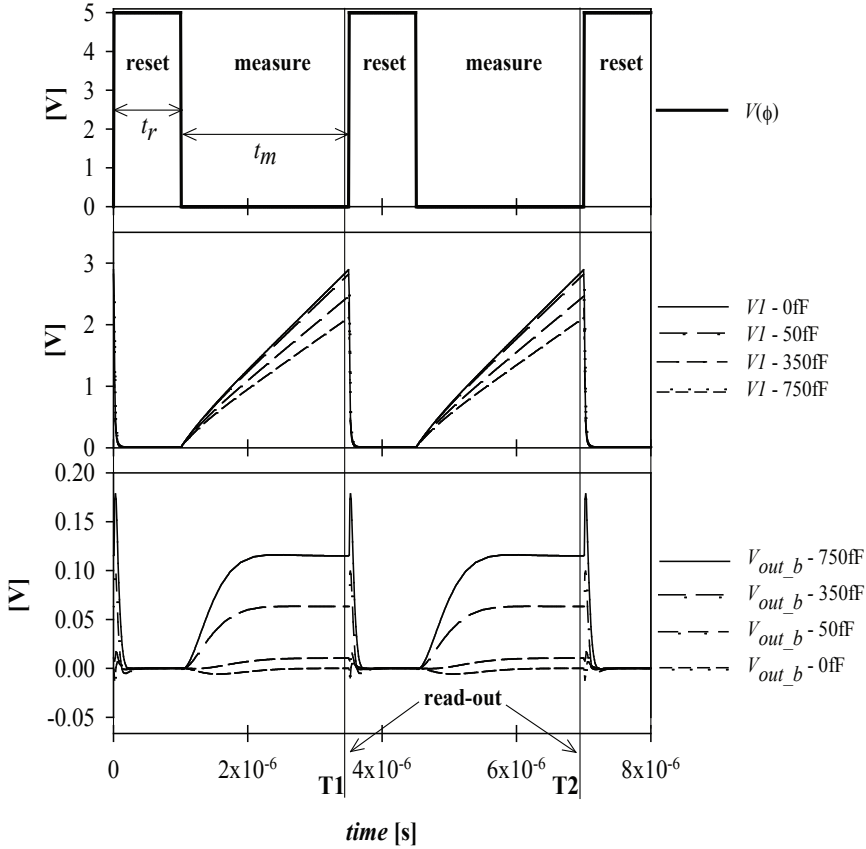 5
4
3
2
1
0
[V]
reset
measure
reset
measure
reset
t_r
t_m
V(ϕ)
3
2
1
0
[V]
V1 - 0fF
V1 - 50fF
V1 - 350fF
V1 - 750fF
0.20
0.15
0.10
0.05
0.00
-0.05
[V]
V_out_b - 750fF
V_out_b - 350fF
V_out_b - 50fF
V_out_b - 0fF
read-out
0
2x10⁻⁶
4x10⁻⁶
6x10⁻⁶
8x10⁻⁶
T1
T2
time [s]